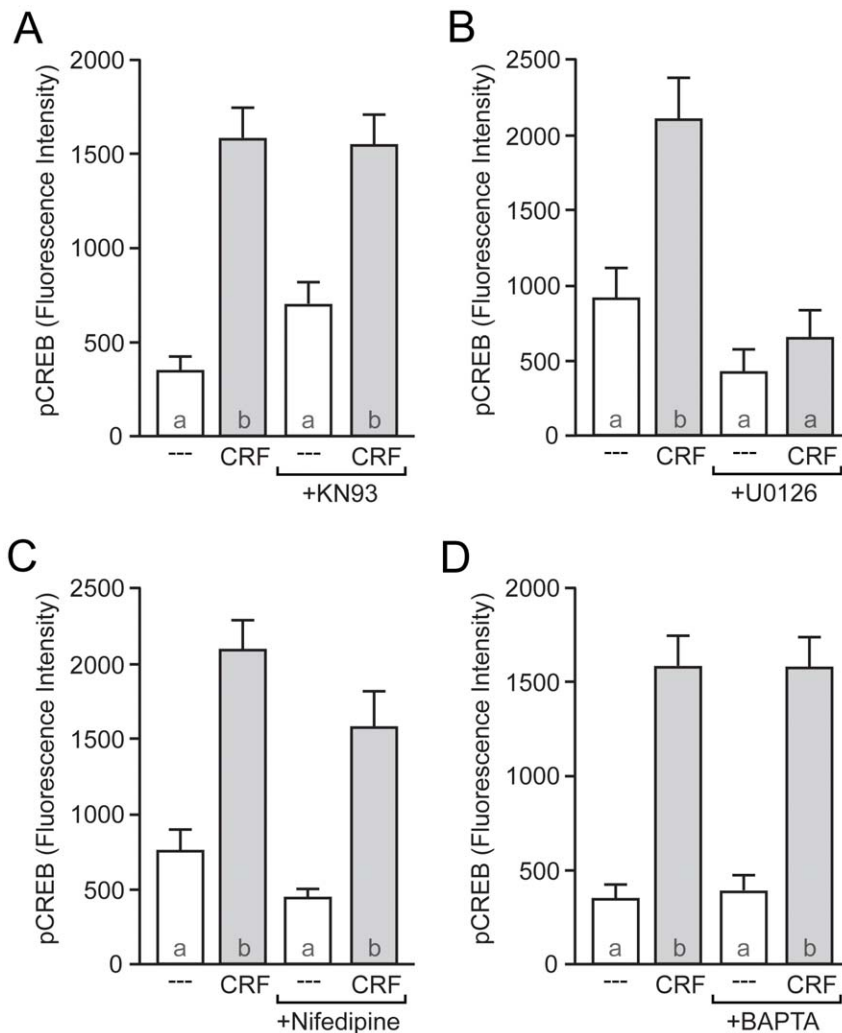 A
pCREB (Fluorescence Intensity)
2000
1500
1000
500
0
a b a b
--- CRF --- CRF
+KN93
B
pCREB (Fluorescence Intensity)
2500
2000
1500
1000
500
0
a b a a
--- CRF --- CRF
+U0126
C
pCREB (Fluorescence Intensity)
2500
2000
1500
1000
500
0
a b a b
--- CRF --- CRF
+Nifedipine
D
pCREB (Fluorescence Intensity)
2000
1500
1000
500
0
a b a b
--- CRF --- CRF
+BAPTA